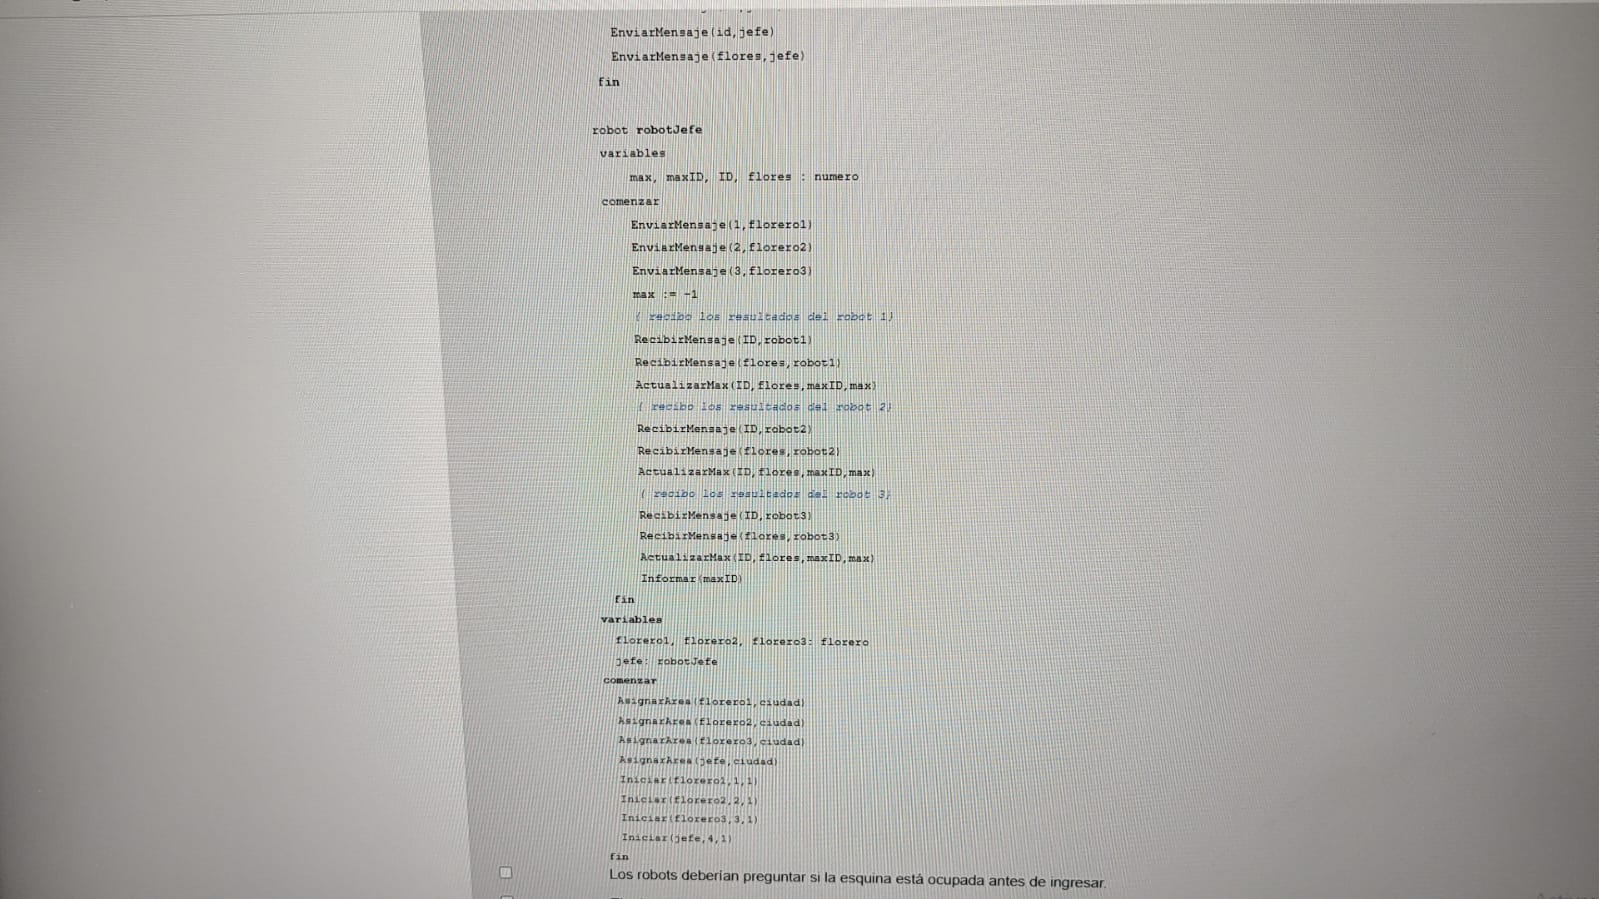 EnviarMensaje(id,jefe)
EnviarMensaje(flores,jefe)
fin
robot robotJefe
variables
max, maxID, ID, flores : numero
comenzar
EnviarMensaje(1,florero1)
EnviarMensaje(2,florero2)
EnviarMensaje(3,florero3)
max := -1
{ recibo los resultados del robot 1}
RecibirMensaje(ID,robot1)
RecibirMensaje(flores,robot1)
ActualizarMax(ID,flores,maxID,max)
{ recibo los resultados del robot 2}
RecibirMensaje(ID,robot2)
RecibirMensaje(flores,robot2)
ActualizarMax(ID,flores,maxID,max)
{ recibo los resultados del robot 3}
RecibirMensaje(ID,robot3)
RecibirMensaje(flores,robot3)
ActualizarMax(ID,flores,maxID,max)
Informar(maxID)
fin
variables
florero1, florero2, florero3: florero
jefe: robotJefe
comenzar
AsignarArea(florero1,ciudad)
AsignarArea(florero2,ciudad)
AsignarArea(florero3,ciudad)
AsignarArea(jefe,ciudad)
Iniciar(florero1,1,1)
Iniciar(florero2,2,1)
Iniciar(florero3,3,1)
Iniciar(jefe,4,1)
fin
Los robots deberían preguntar si la esquina está ocupada antes de ingresar.